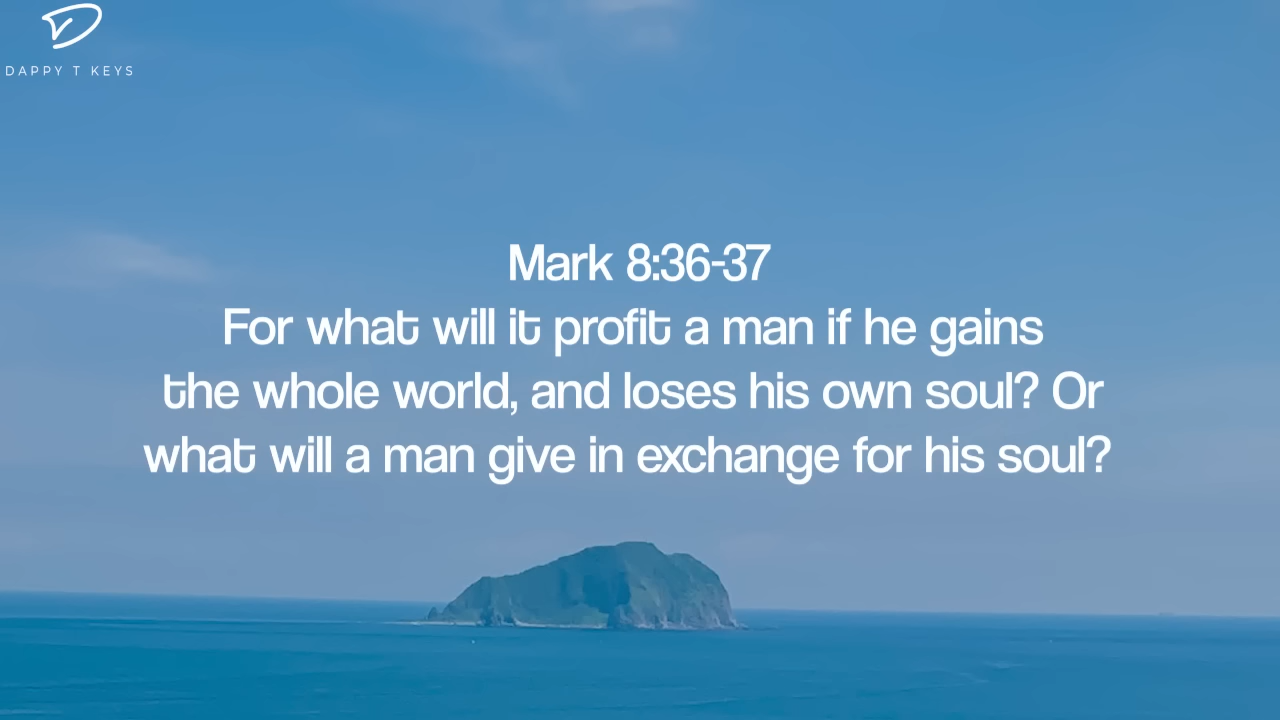 DAPPY T KEYS
Mark 8:36-37
For what will it profit a man if he gains
the whole world, and loses his own soul? Or
what will a man give in exchange for his soul?